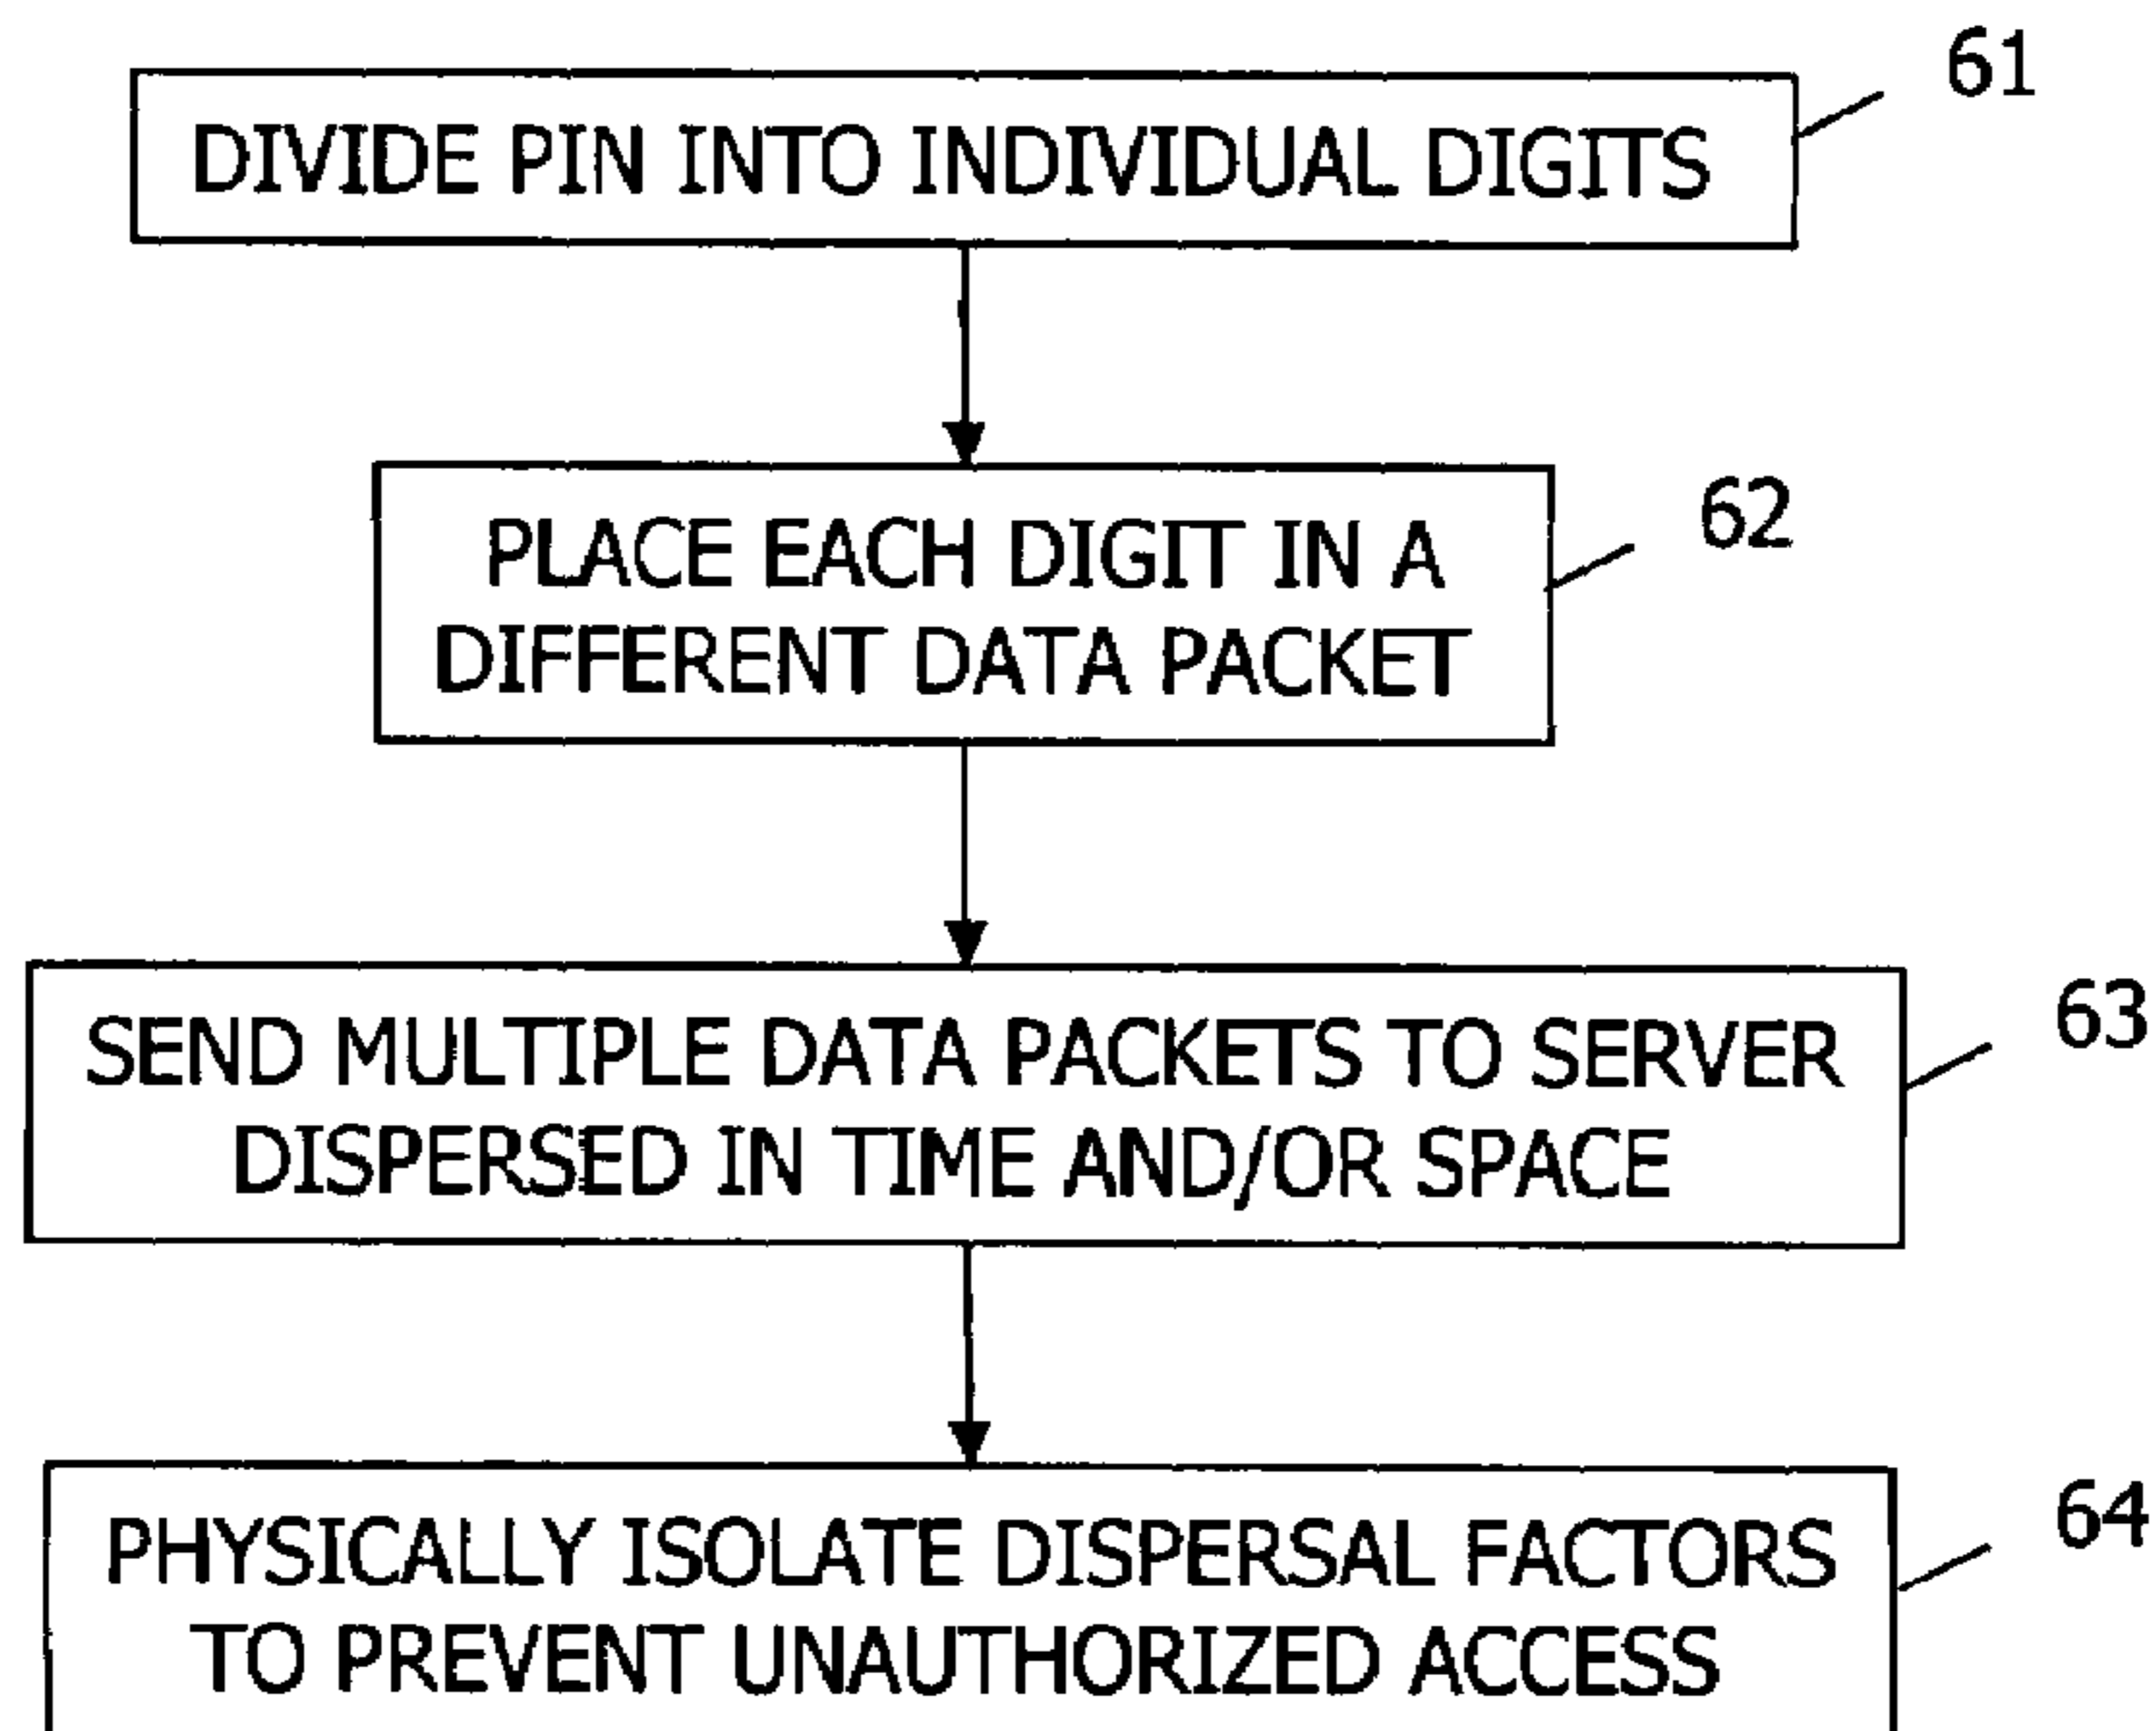 61
DIVIDE PIN INTO INDIVIDUAL DIGITS
62
PLACE EACH DIGIT IN A
DIFFERENT DATA PACKET
63
SEND MULTIPLE DATA PACKETS TO SERVER
DISPERSED IN TIME AND/OR SPACE
64
PHYSICALLY ISOLATE DISPERSAL FACTORS
TO PREVENT UNAUTHORIZED ACCESS